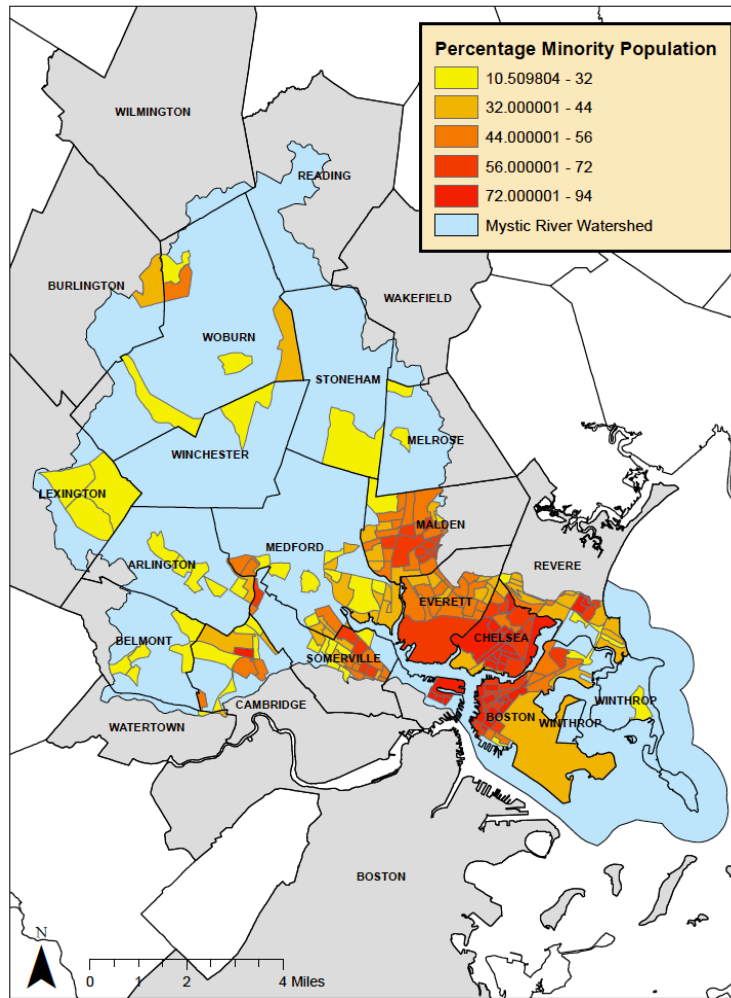 Percentage Minority Population
10.509804 - 32
32.000001 - 44
44.000001 - 56
56.000001 - 72
72.000001 - 94
Mystic River Watershed
WILMINGTON
READING
BURLINGTON
WAKEFIELD
WOBURN
STONEHAM
MELROSE
WINCHESTER
LEXINGTON
MALDEN
MEDFORD
ARLINGTON
REVERE
EVERETT
BELMONT
CHELSEA
SOMERVILLE
WINTHROP
CAMBRIDGE
BOSTON
WINTHROP
WATERTOWN
BOSTON
N
0 1 2 4 Miles